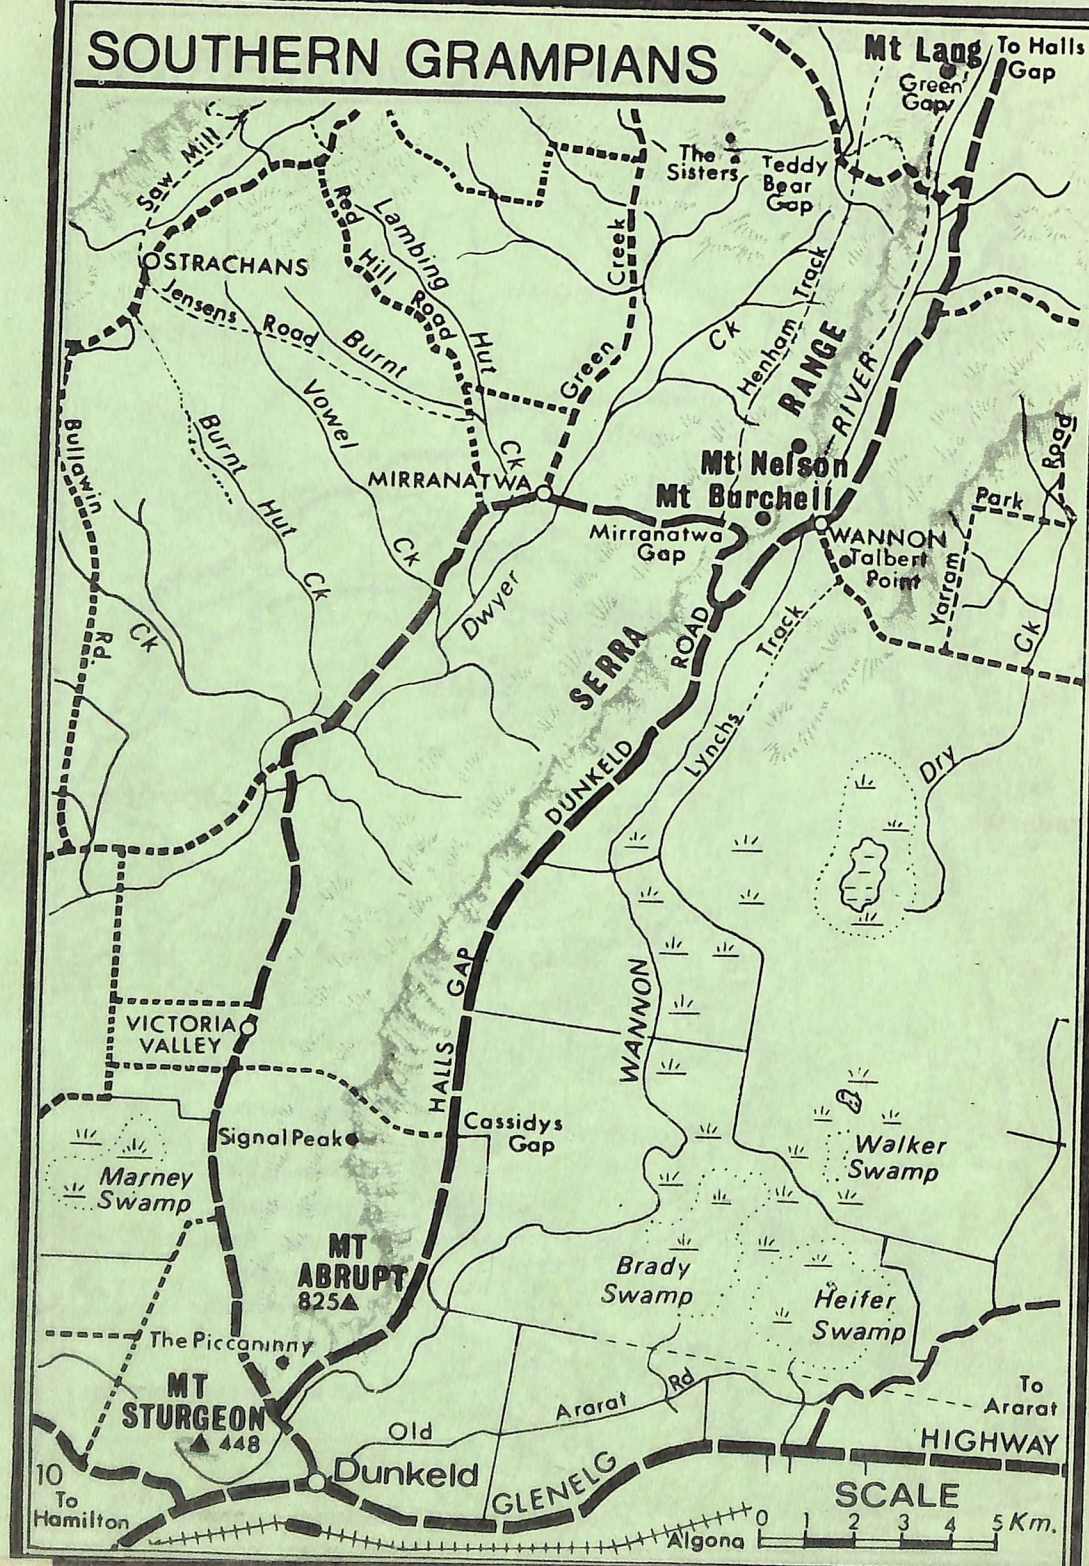 SOUTHERN GRAMPIANS
Mt Lang
To Halls
Gap
Green
Gap
The
Sisters
Teddy
Bear
Gap
Saw Mill
Red Hill Road
Lambing Hut Ck
Green Creek
Henham Track
Ck
STRACHANS
Jensens Road
Burnt
Vowel Ck
Burnt Hut Ck
Bullawin Rd.
Ck
MIRRANATWA
SERRA RANGE
RIVER
Mt Nelson
Mt Burchell
Mirranatwa
Gap
WANNON
Talbert
Point
Park
Road
Yarram
Dwyer
Lynchs Track
HALLS GAP DUNKELD ROAD
Dry Ck
VICTORIA
VALLEY
WANNON
Signal Peak
Cassidys
Gap
Marney
Swamp
Walker
Swamp
MT
ABRUPT
825
Brady
Swamp
Heifer
Swamp
The Piccaninny
MT
STURGEON
448
Old Ararat Rd
To
Ararat
Dunkeld
GLENELG HIGHWAY
10
To
Hamilton
Algona
SCALE
0 1 2 3 4 5 Km.